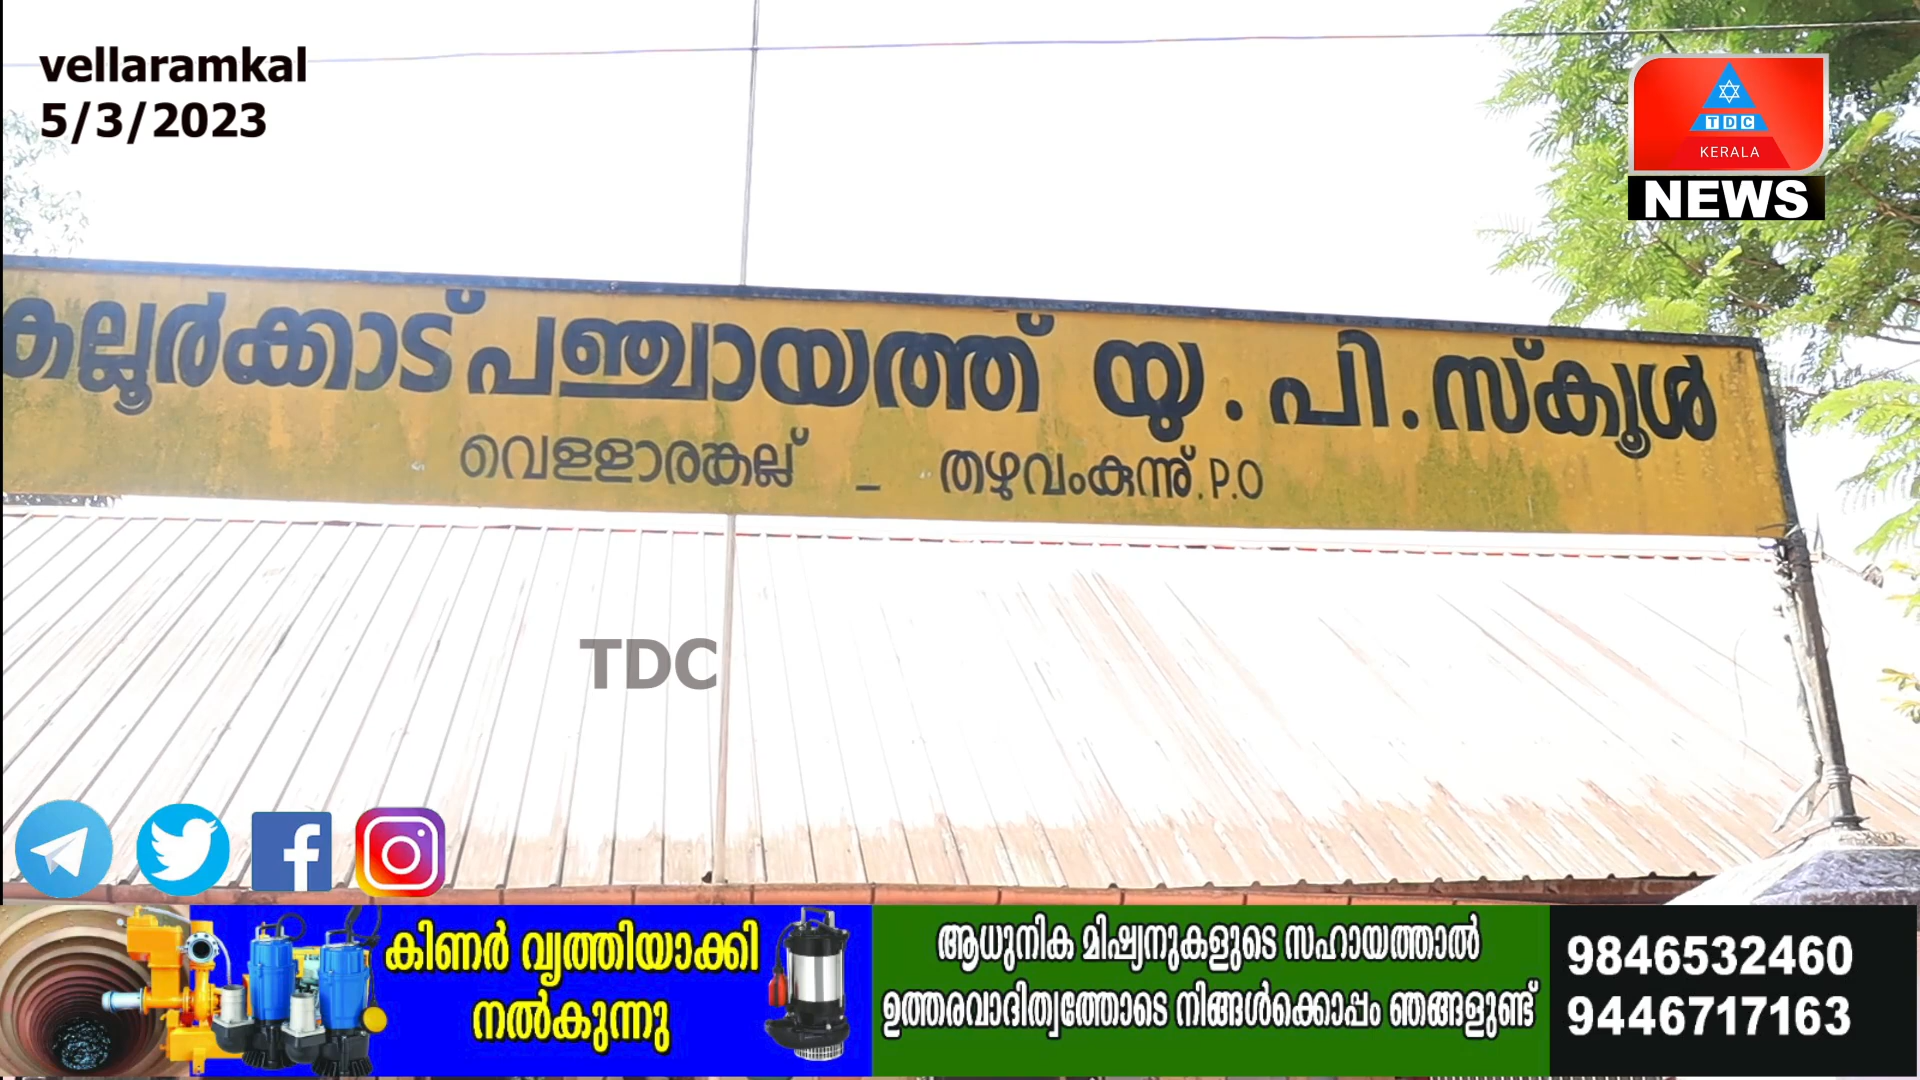 vellaramkal
5/3/2023
TDC
KERALA
NEWS
കല്ലൂർക്കാട് പഞ്ചായത്ത് യു . പി . സ്കൂൾ
വെള്ളാരങ്കല്ല് - തഴുവംകുന്ന്. P.O
TDC
കിണർ വൃത്തിയാക്കി
നൽകുന്നു
ആധുനിക മിഷ്യനുകളുടെ സഹായത്താൽ
ഉത്തരവാദിത്വത്തോടെ നിങ്ങൾക്കൊപ്പം ഞങ്ങളുണ്ട്
9846532460
9446717163